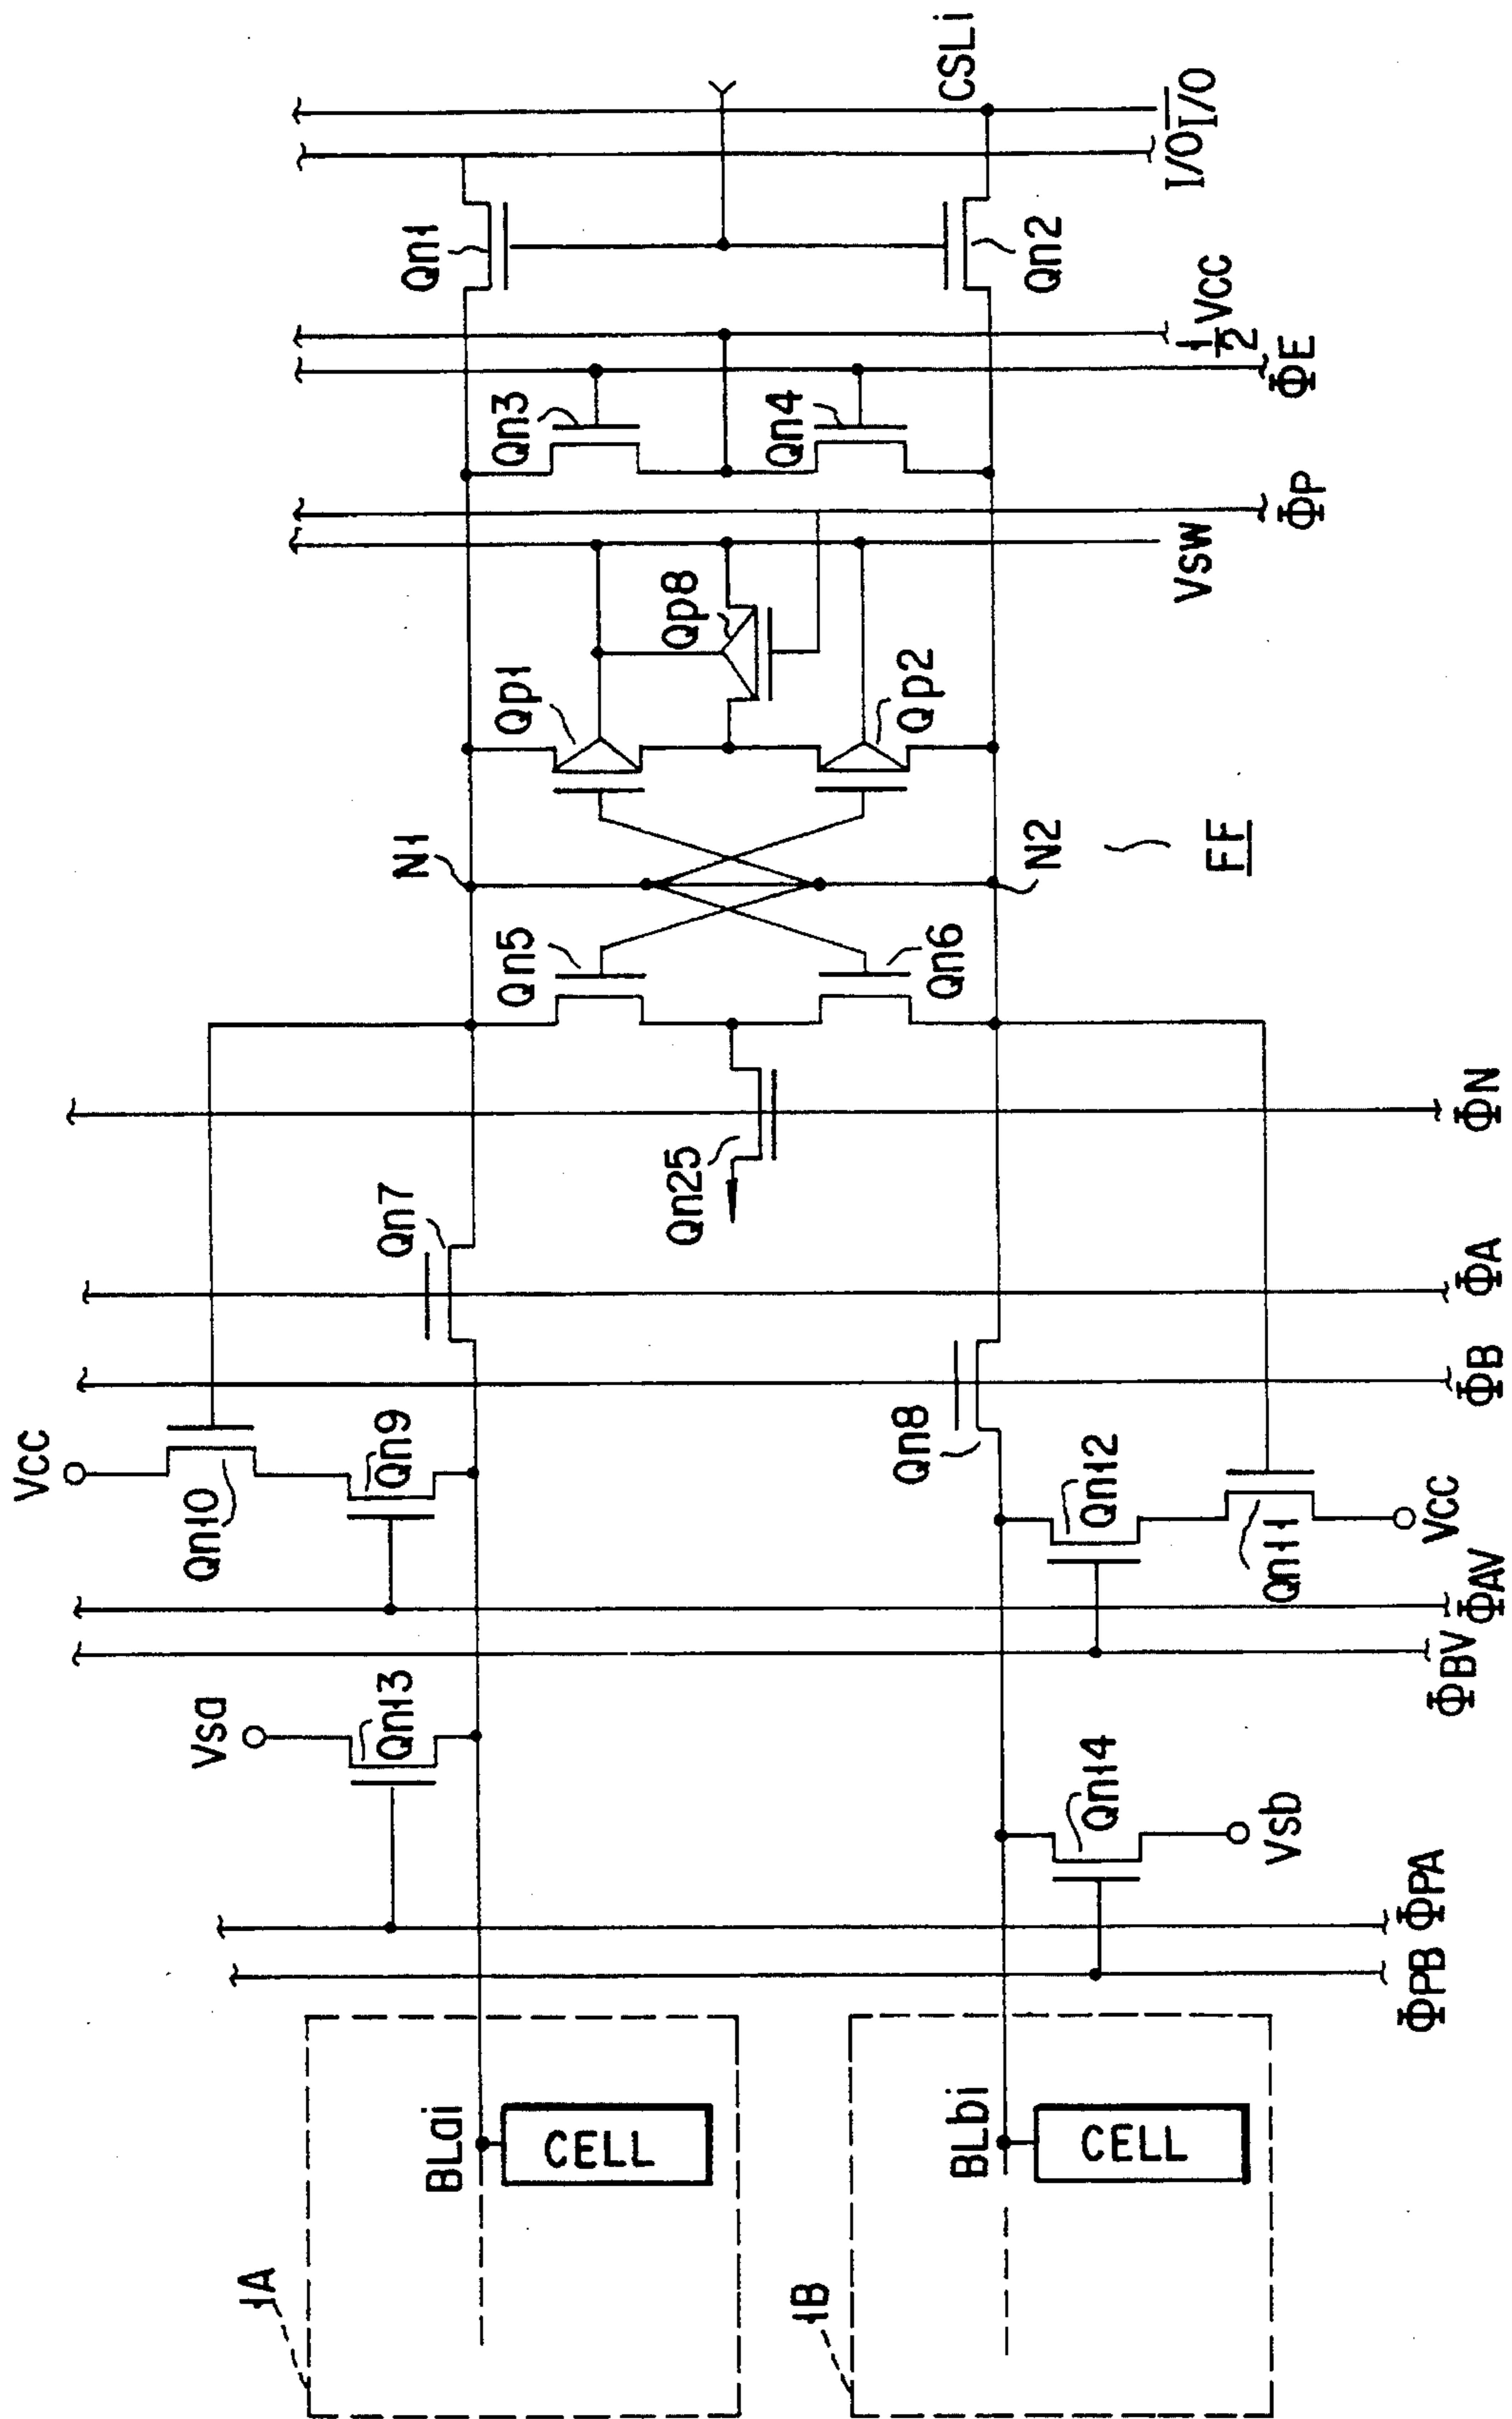 1A
BLai
CELL
1B
BLbi
CELL
ΦPB
ΦPA
Vsa
Qn13
Qn14
Vsb
ΦBV
ΦAV
VCC
Qn10
Qn9
Qn12
Qn11
VCC
Qn8
ΦB
Qn7
ΦA
Qn25
ΦN
Qn5
Qn6
N1
N2
FF
Qp1
Qp8
Qp2
VSW
ΦP
Qn3
Qn4
ΦE
1/2 VCC
Qn1
Qn2
I/O
I̅/O
CSLi